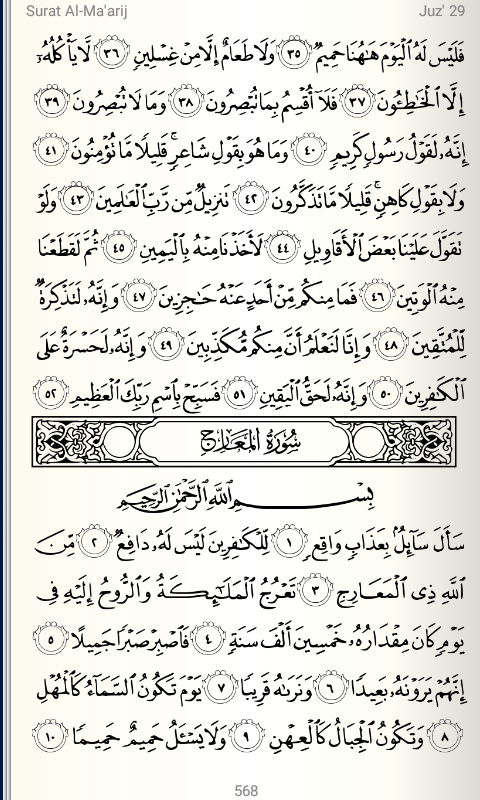 Surat Al-Ma'arij
Juz' 29
فَلَيْسَ لَهُ ٱلْيَوْمَ هَـٰهُنَا حَمِيمٌ ٣٥ وَلَا طَعَامٌ إِلَّا مِنْ غِسْلِينٍ ٣٦ لَّا يَأْكُلُهُۥٓ
إِلَّا ٱلْخَـٰطِـُٔونَ ٣٧ فَلَآ أُقْسِمُ بِمَا تُبْصِرُونَ ٣٨ وَمَا لَا تُبْصِرُونَ ٣٩
إِنَّهُۥ لَقَوْلُ رَسُولٍ كَرِيمٍ ٤٠ وَمَا هُوَ بِقَوْلِ شَاعِرٍ ۚ قَلِيلًا مَّا تُؤْمِنُونَ ٤١
وَلَا بِقَوْلِ كَاهِنٍ ۚ قَلِيلًا مَّا تَذَكَّرُونَ ٤٢ تَنزِيلٌ مِّن رَّبِّ ٱلْعَـٰلَمِينَ ٤٣ وَلَوْ
تَقَوَّلَ عَلَيْنَا بَعْضَ ٱلْأَقَاوِيلِ ٤٤ لَأَخَذْنَا مِنْهُ بِٱلْيَمِينِ ٤٥ ثُمَّ لَقَطَعْنَا
مِنْهُ ٱلْوَتِينَ ٤٦ فَمَا مِنكُم مِّنْ أَحَدٍ عَنْهُ حَـٰجِزِينَ ٤٧ وَإِنَّهُۥ لَتَذْكِرَةٌ
لِّلْمُتَّقِينَ ٤٨ وَإِنَّا لَنَعْلَمُ أَنَّ مِنكُم مُّكَذِّبِينَ ٤٩ وَإِنَّهُۥ لَحَسْرَةٌ عَلَى
ٱلْكَـٰفِرِينَ ٥٠ وَإِنَّهُۥ لَحَقُّ ٱلْيَقِينِ ٥١ فَسَبِّحْ بِٱسْمِ رَبِّكَ ٱلْعَظِيمِ ٥٢
سُورَةُ المَعَارِجِ
بِسْمِ ٱللَّهِ ٱلرَّحْمَـٰنِ ٱلرَّحِيمِ
سَأَلَ سَآئِلٌۢ بِعَذَابٍ وَاقِعٍ ١ لِّلْكَـٰفِرِينَ لَيْسَ لَهُۥ دَافِعٌ ٢ مِّنَ
ٱللَّهِ ذِى ٱلْمَعَارِجِ ٣ تَعْرُجُ ٱلْمَلَـٰٓئِكَةُ وَٱلرُّوحُ إِلَيْهِ فِى
يَوْمٍ كَانَ مِقْدَارُهُۥ خَمْسِينَ أَلْفَ سَنَةٍ ٤ فَٱصْبِرْ صَبْرًا جَمِيلًا ٥
إِنَّهُمْ يَرَوْنَهُۥ بَعِيدًا ٦ وَنَرَىٰهُ قَرِيبًا ٧ يَوْمَ تَكُونُ ٱلسَّمَآءُ كَٱلْمُهْلِ
٨ وَتَكُونُ ٱلْجِبَالُ كَٱلْعِهْنِ ٩ وَلَا يَسْـَٔلُ حَمِيمٌ حَمِيمًا ١٠
568